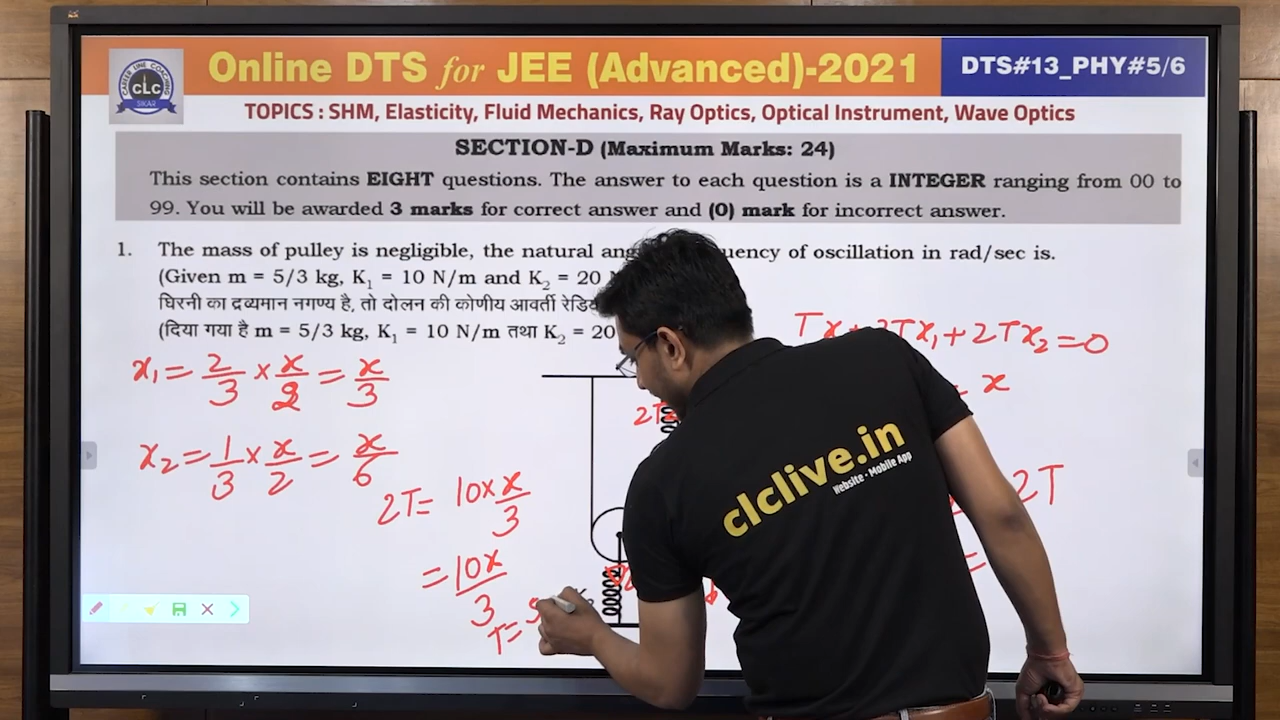 Online DTS for JEE (Advanced)-2021
DTS#13_PHY#5/6
CAREER LINE COACHING
CLC
SIKAR
TOPICS : SHM, Elasticity, Fluid Mechanics, Ray Optics, Optical Instrument, Wave Optics
SECTION-D (Maximum Marks: 24)
This section contains EIGHT questions. The answer to each question is a INTEGER ranging from 00 to
99. You will be awarded 3 marks for correct answer and (0) mark for incorrect answer.
1. The mass of pulley is negligible, the natural of oscillation in rad/sec is.
(Given m = 5/3 kg, K₁ = 10 N/m and K₂ = 20
घिरनी का द्रव्यमान नगण्य है, तो दोलन की कोणीय आवर्ती
(दिया गया है m = 5/3 kg, K₁ = 10 N/m तथा K₂ = 20
Tx + 2Tx₁ + 2Tx₂ = 0
x₁ = 2/3 × x/2 = x/3
= x
x₂ = 1/3 × x/2 = x/6
2T = 10 × x/3
2T
= 10x/3
T = 5
clclive.in
Website • Mobile App